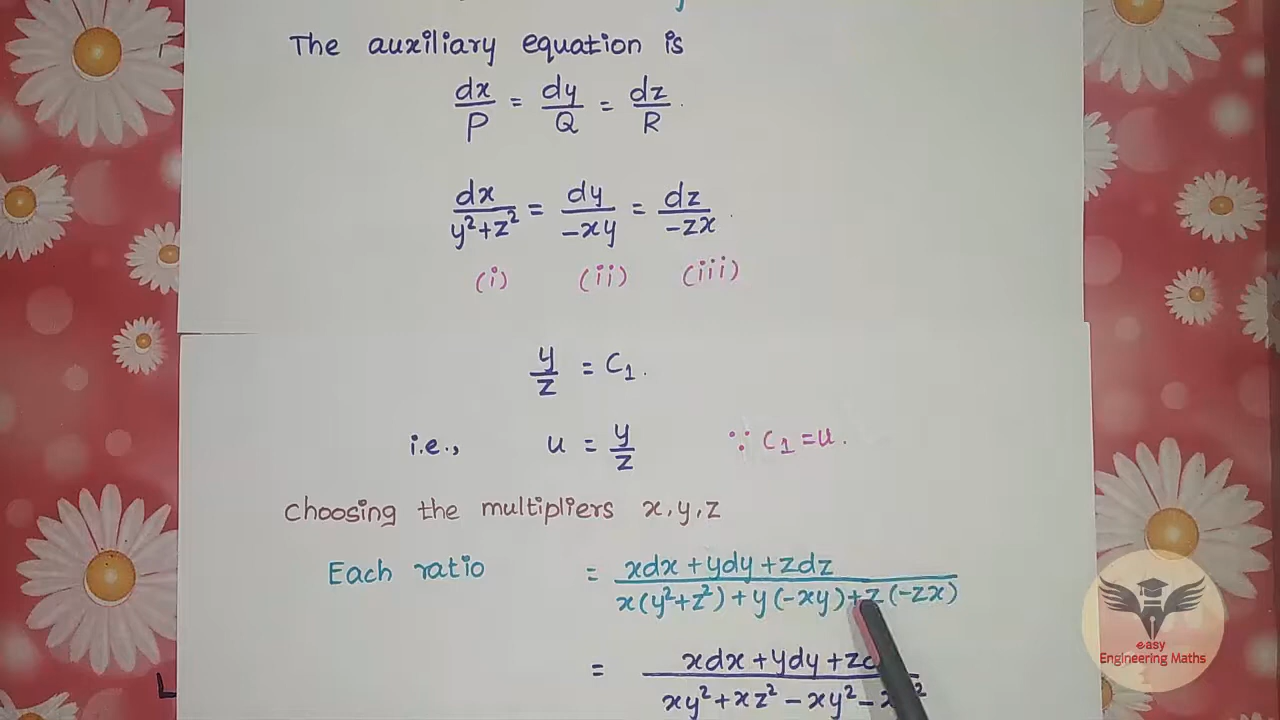 The auxiliary equation is
dx/P = dy/Q = dz/R .
dx/(y²+z²) = dy/(-xy) = dz/(-zx) .
(i) (ii) (iii)
y/z = C₁ .
i.e., u = y/z ∵ C₁ = u .
Choosing the multipliers x, y, z
Each ratio = (xdx + ydy + zdz)/(x(y²+z²) + y(-xy) + z(-zx))
= (xdx + ydy + z)/(xy² + xz² - xy² -
easy
Engineering Maths